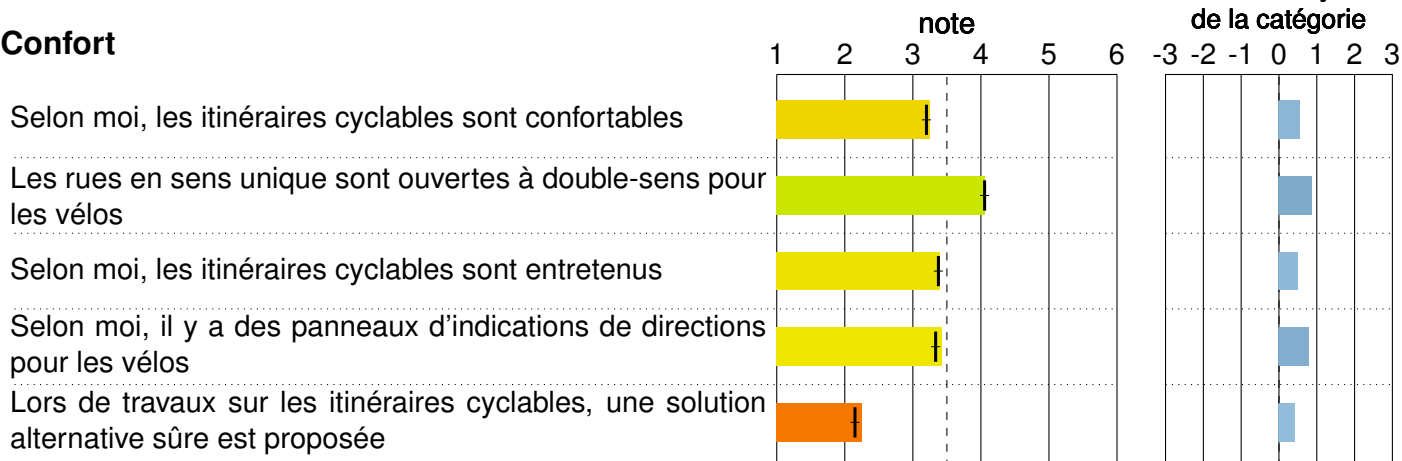 note
de la catégorie
Confort
1 2 3 4 5 6
-3 -2 -1 0 1 2 3
Selon moi, les itinéraires cyclables sont confortables
Les rues en sens unique sont ouvertes à double-sens pour
les vélos
Selon moi, les itinéraires cyclables sont entretenus
Selon moi, il y a des panneaux d'indications de directions
pour les vélos
Lors de travaux sur les itinéraires cyclables, une solution
alternative sûre est proposée